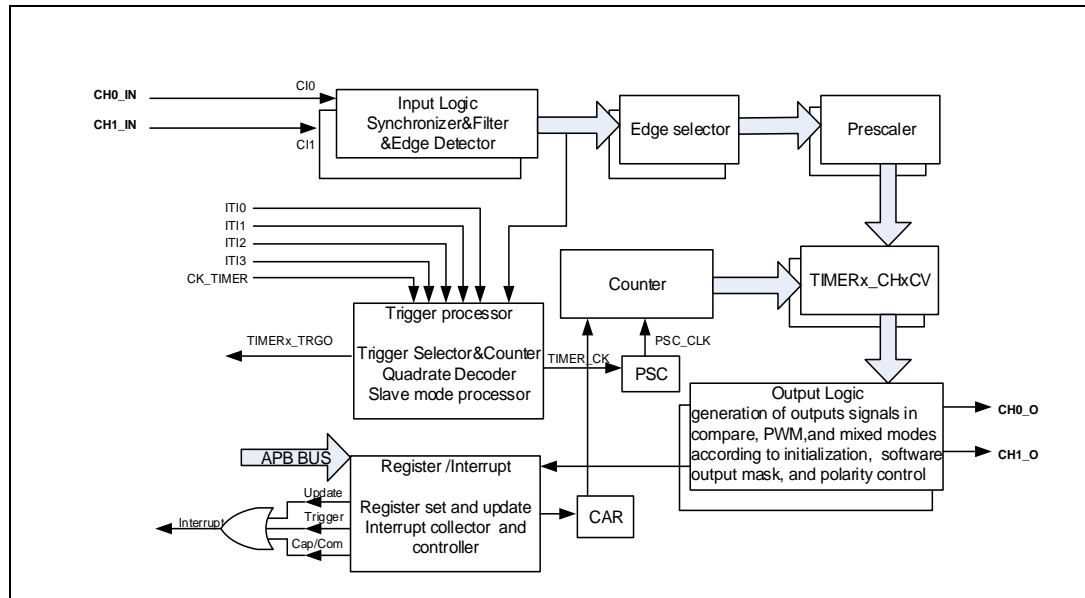 CH0_IN
CI0
CH1_IN
CI1
Input Logic
Synchronizer&Filter
&Edge Detector
Edge selector
Prescaler
ITI0
ITI1
ITI2
ITI3
CK_TIMER
Counter
TIMERx_CHxCV
Trigger processor
Trigger Selector&Counter
Quadrate Decoder
Slave mode processor
TIMERx_TRGO
TIMER_CK
PSC
PSC_CLK
Output Logic
generation of outputs signals in
compare, PWM,and mixed modes
according to initialization, software
output mask, and polarity control
CH0_O
CH1_O
APB BUS
Register /Interrupt
Register set and update
Interrupt collector and
controller
CAR
Update
Trigger
Cap/Com
Interrupt